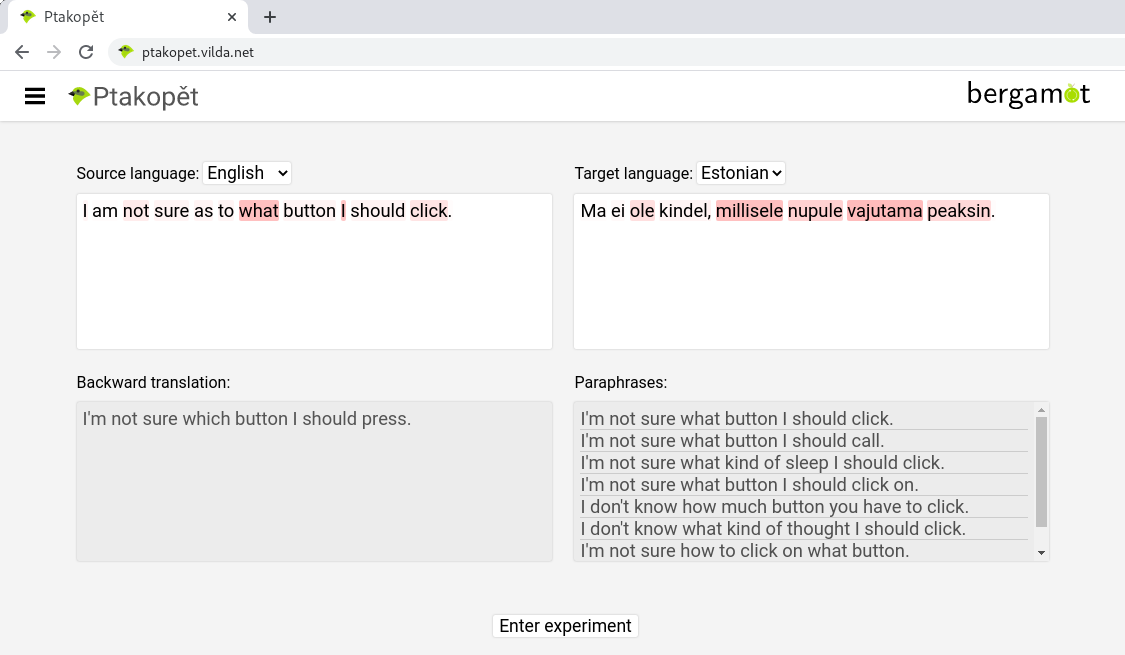 Ptakopět
ptakopet.vilda.net
Ptakopět
bergamot
Source language: English
Target language: Estonian
I am not sure as to what button I should click.
Ma ei ole kindel, millisele nupule vajutama peaksin.
Backward translation:
Paraphrases:
I'm not sure which button I should press.
I'm not sure what button I should click.
I'm not sure what button I should call.
I'm not sure what kind of sleep I should click.
I'm not sure what button I should click on.
I don't know how much button you have to click.
I don't know what kind of thought I should click.
I'm not sure how to click on what button.
Enter experiment